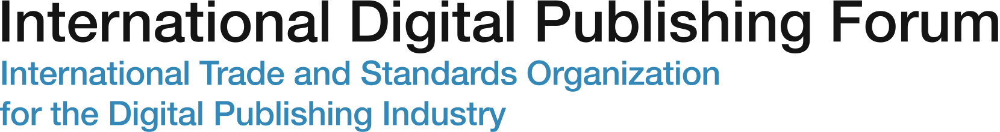 International Digital Publishing Forum
International Trade and Standards Organization
for the Digital Publishing Industry